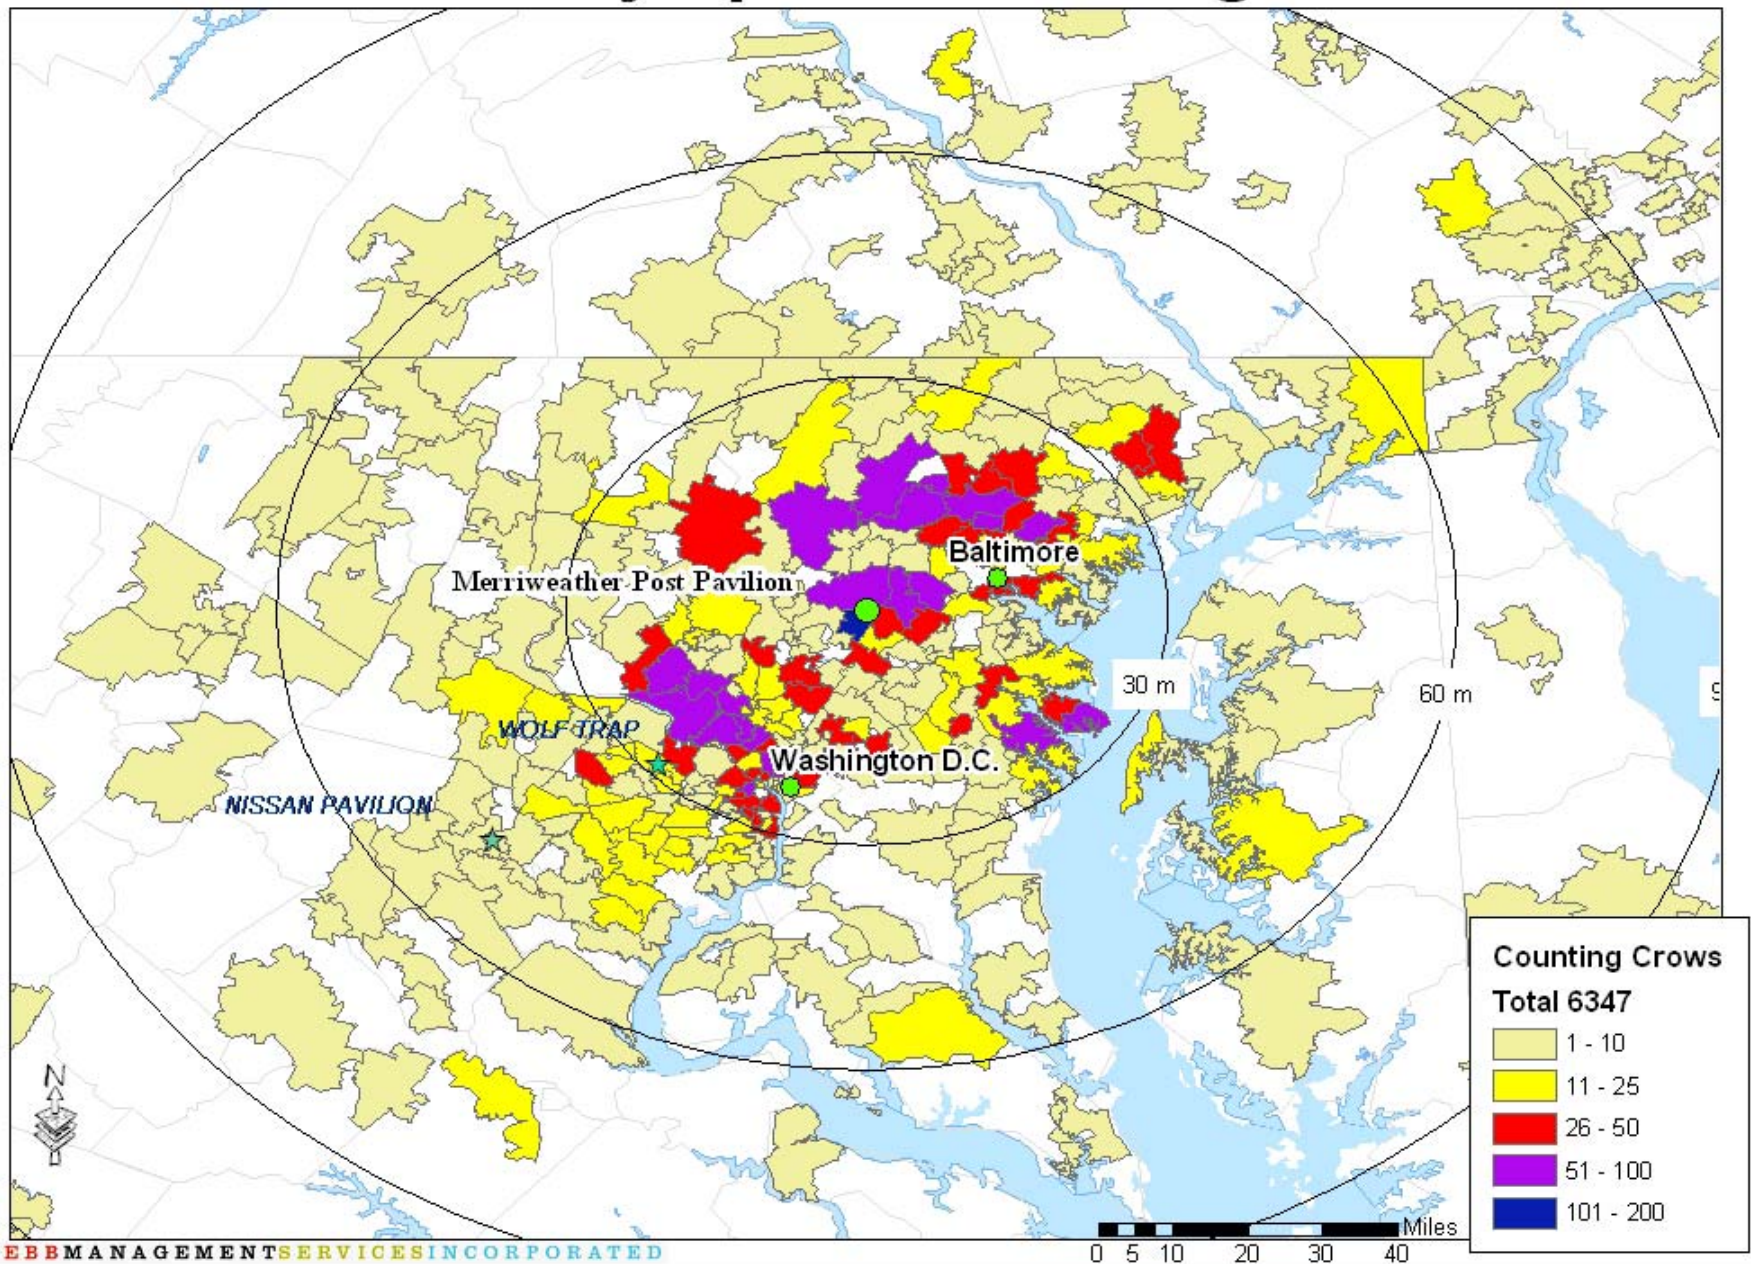 Baltimore
Merriweather Post Pavilion
30 m
60 m
9
WOLF TRAP
Washington D.C.
NISSAN PAVILION
Counting Crows
Total 6347
1 - 10
11 - 25
26 - 50
51 - 100
101 - 200
N
Miles
0 5 10 20 30 40
EBBMANAGEMENTSERVICESINCORPORATED